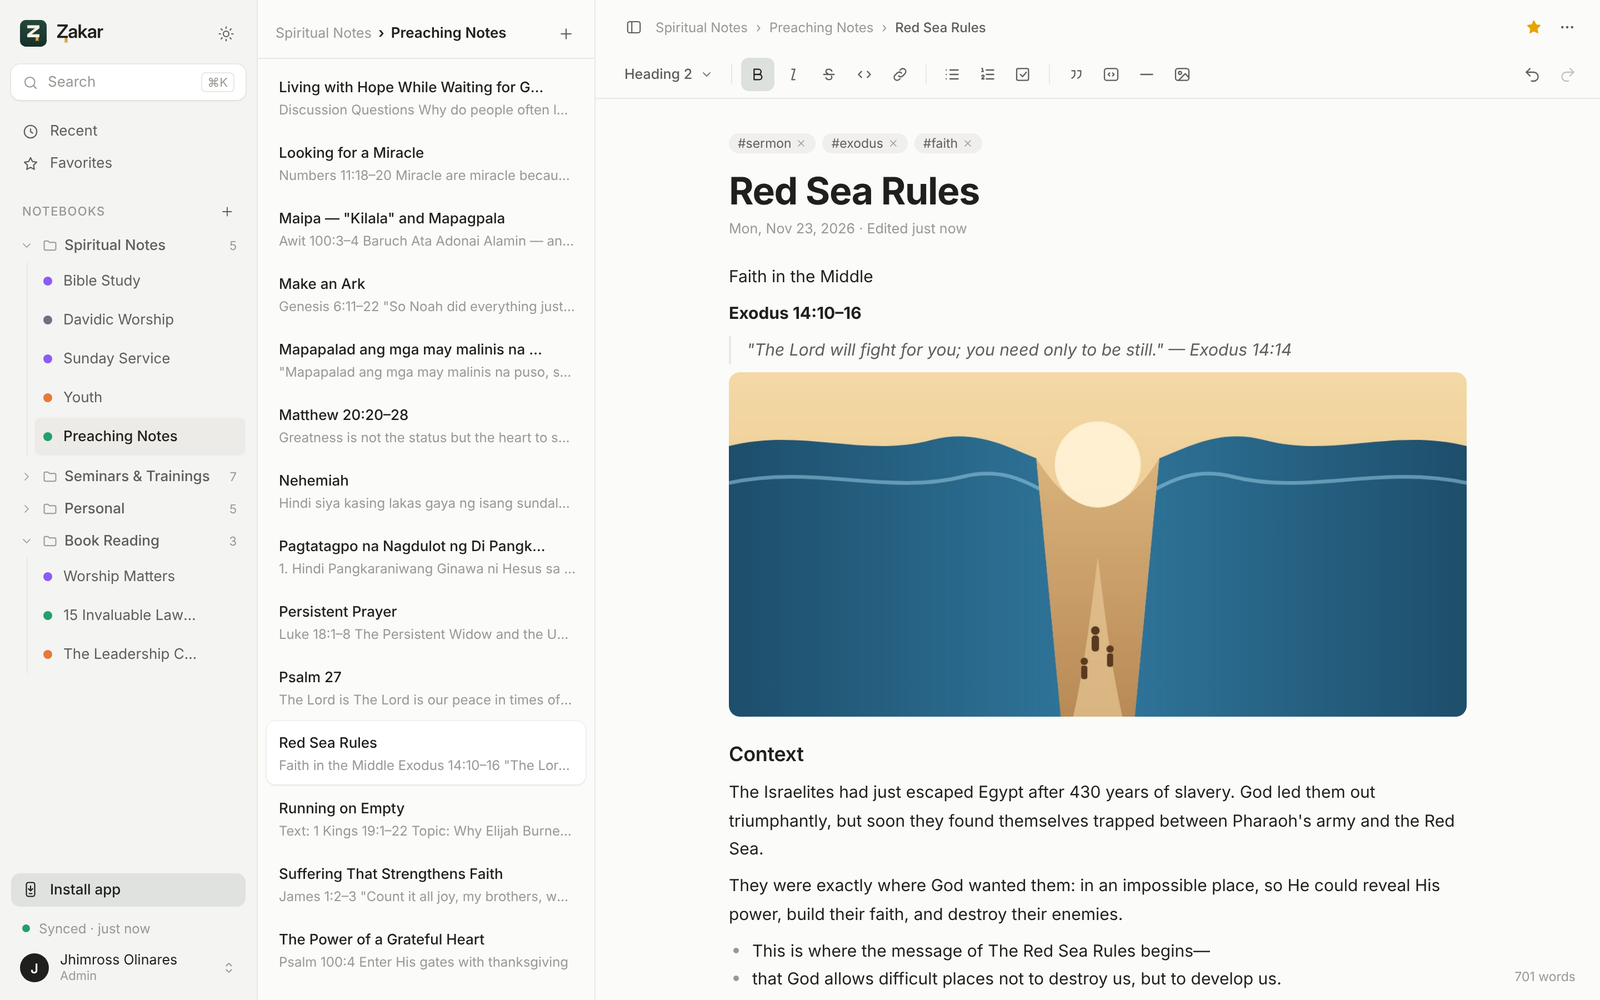 Zakar
Search
⌘K
Recent
Favorites
NOTEBOOKS
Spiritual Notes 5
Bible Study
Davidic Worship
Sunday Service
Youth
Preaching Notes
Seminars & Trainings 7
Personal 5
Book Reading 3
Worship Matters
15 Invaluable Law...
The Leadership C...
Install app
Synced · just now
J
Jhimross Olinares
Admin
Spiritual Notes › Preaching Notes
Living with Hope While Waiting for G...
Discussion Questions Why do people often l...
Looking for a Miracle
Numbers 11:18–20 Miracle are miracle becau...
Maipa — "Kilala" and Mapagpala
Awit 100:3–4 Baruch Ata Adonai Alamin — an...
Make an Ark
Genesis 6:11–22 "So Noah did everything just...
Mapapalad ang mga may malinis na ...
"Mapapalad ang mga may malinis na puso, s...
Matthew 20:20–28
Greatness is not the status but the heart to s...
Nehemiah
Hindi siya kasing lakas gaya ng isang sundal...
Pagtatagpo na Nagdulot ng Di Pangk...
1. Hindi Pangkaraniwang Ginawa ni Hesus sa ...
Persistent Prayer
Luke 18:1–8 The Persistent Widow and the U...
Psalm 27
The Lord is The Lord is our peace in times of...
Red Sea Rules
Faith in the Middle Exodus 14:10–16 "The Lor...
Running on Empty
Text: 1 Kings 19:1–22 Topic: Why Elijah Burne...
Suffering That Strengthens Faith
James 1:2–3 "Count it all joy, my brothers, w...
The Power of a Grateful Heart
Psalm 100:4 Enter His gates with thanksgiving
Spiritual Notes › Preaching Notes › Red Sea Rules
Heading 2
B I S
#sermon × #exodus × #faith ×
Red Sea Rules
Mon, Nov 23, 2026 · Edited just now
Faith in the Middle
Exodus 14:10–16
"The Lord will fight for you; you need only to be still." — Exodus 14:14
Context
The Israelites had just escaped Egypt after 430 years of slavery. God led them out
triumphantly, but soon they found themselves trapped between Pharaoh's army and the Red
Sea.
They were exactly where God wanted them: in an impossible place, so He could reveal His
power, build their faith, and destroy their enemies.
• This is where the message of The Red Sea Rules begins—
• that God allows difficult places not to destroy us, but to develop us.
701 words